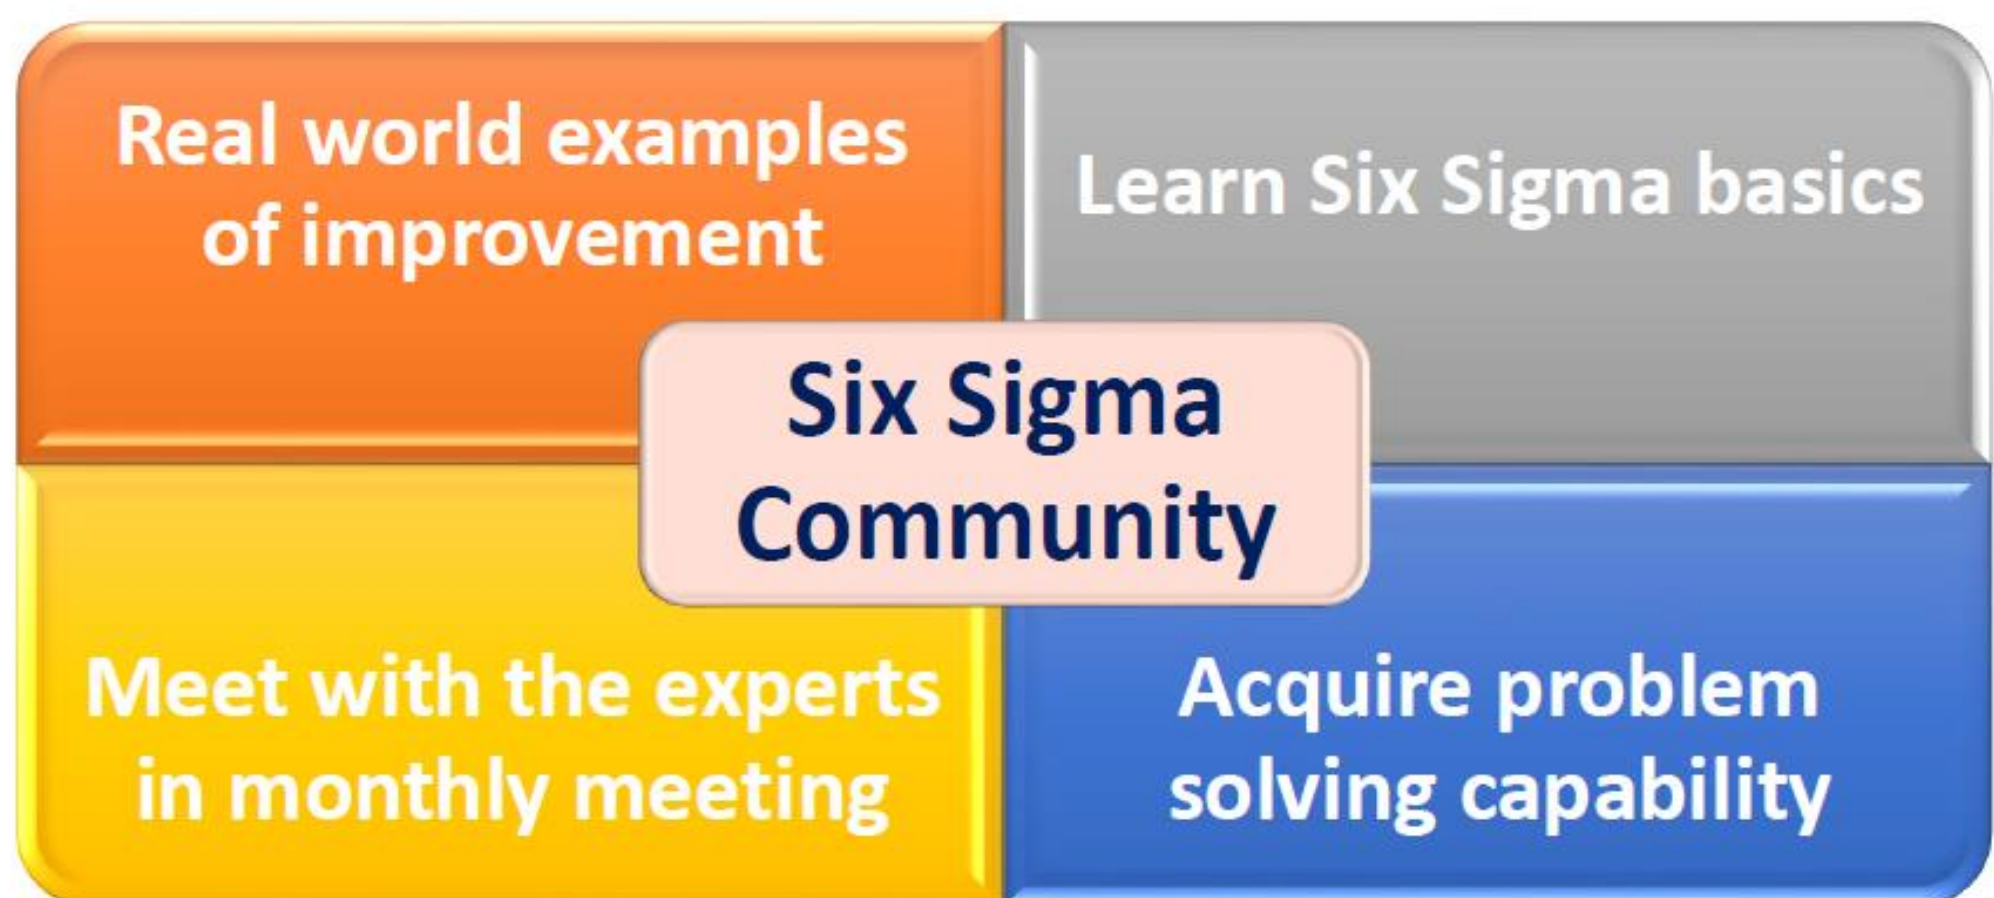 Real world examples
of improvement
Learn Six Sigma basics
Six Sigma
Community
Meet with the experts
in monthly meeting
Acquire problem
solving capability